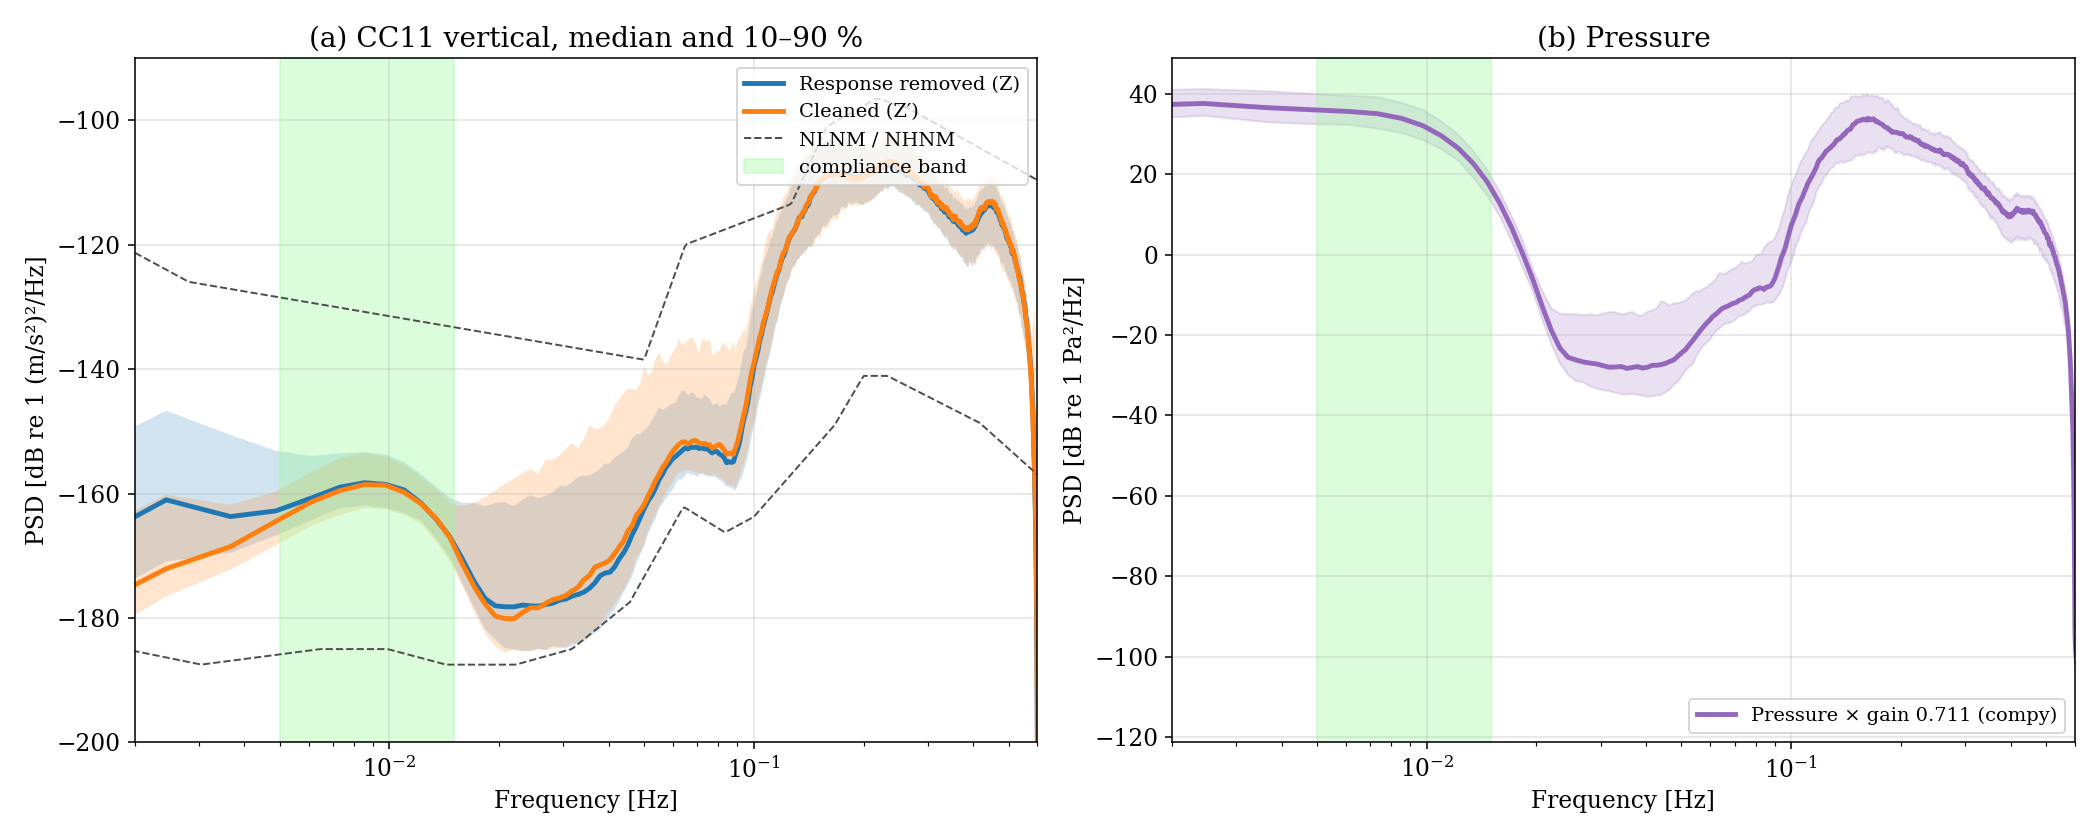 (a) CC11 vertical, median and 10–90 %
PSD [dB re 1 (m/s²)²/Hz]
−100
−120
−140
−160
−180
−200
Response removed (Z)
Cleaned (Z′)
NLNM / NHNM
compliance band
10⁻²
10⁻¹
Frequency [Hz]
(b) Pressure
PSD [dB re 1 Pa²/Hz]
40
20
0
−20
−40
−60
−80
−100
−120
Pressure × gain 0.711 (compy)
10⁻²
10⁻¹
Frequency [Hz]